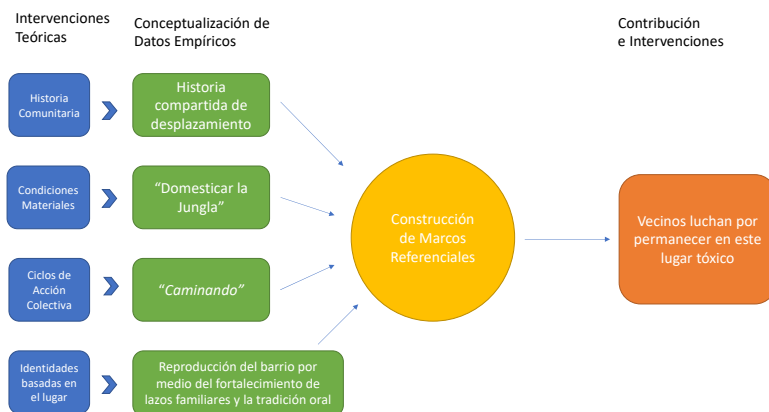 Intervenciones
Teóricas
Conceptualización de
Datos Empíricos
Contribución
e Intervenciones
Historia
Comunitaria
Historia
compartida de
desplazamiento
Condiciones
Materiales
“Domesticar la
Jungla”
Ciclos de
Acción
Colectiva
“Caminando”
Identidades
basadas en
el lugar
Reproducción del barrio por
medio del fortalecimiento de
lazos familiares y la tradición oral
Construcción
de Marcos
Referenciales
Vecinos luchan por
permanecer en este
lugar tóxico